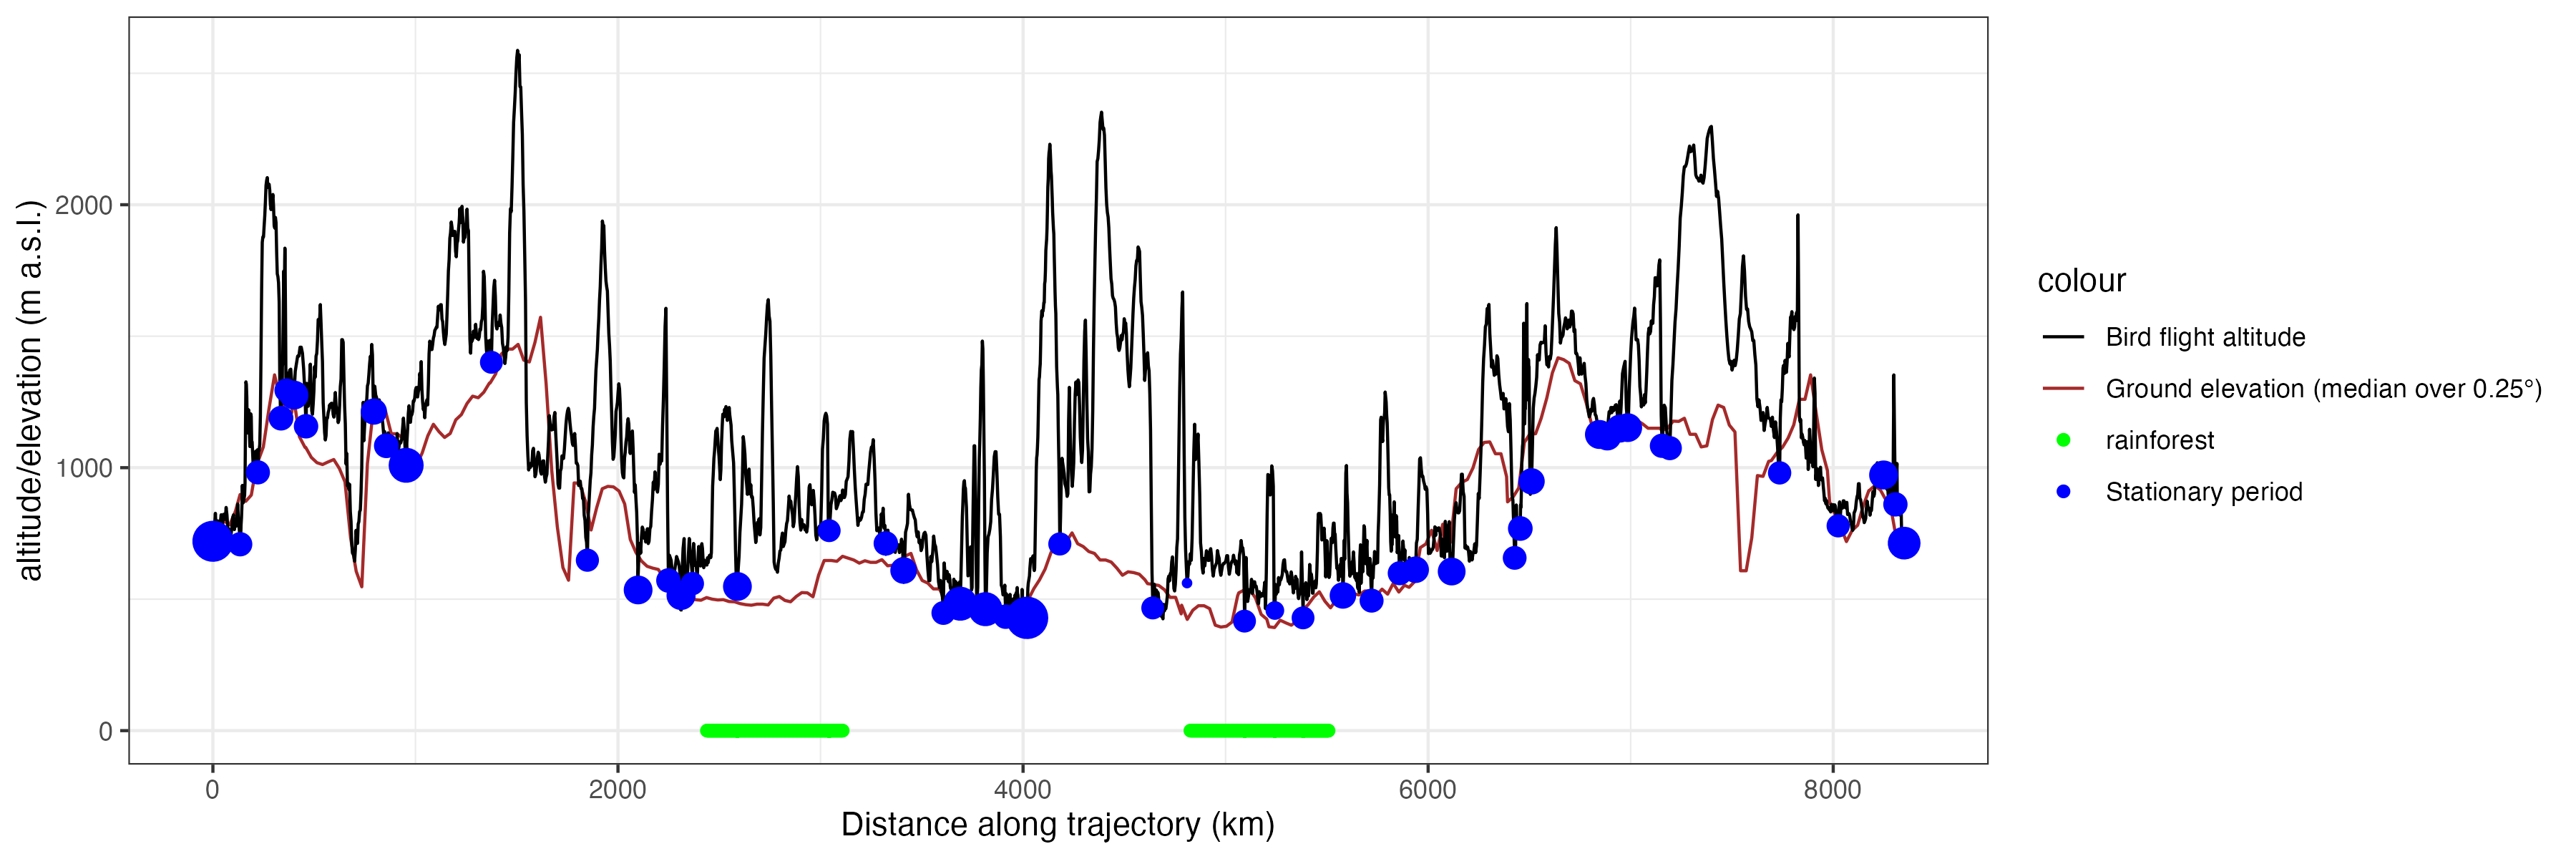 altitude/elevation (m a.s.l.)
2000
1000
0
0
2000
4000
6000
8000
Distance along trajectory (km)
colour
Bird flight altitude
Ground elevation (median over 0.25°)
rainforest
Stationary period